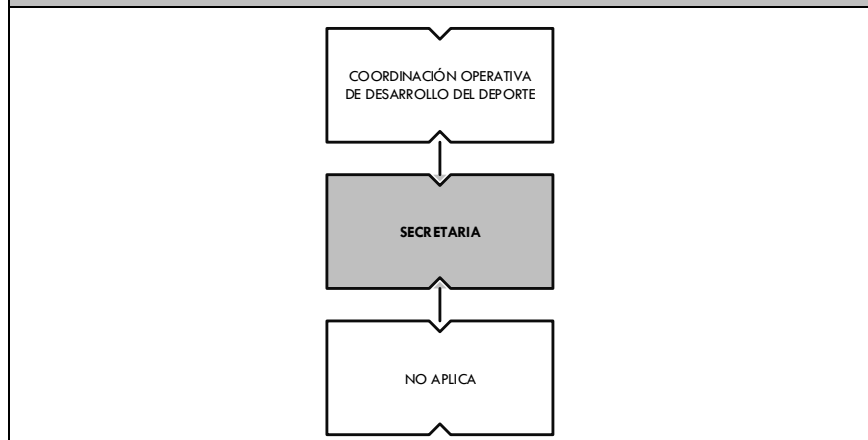 COORDINACIÓN OPERATIVA
DE DESARROLLO DEL DEPORTE
SECRETARIA
NO APLICA